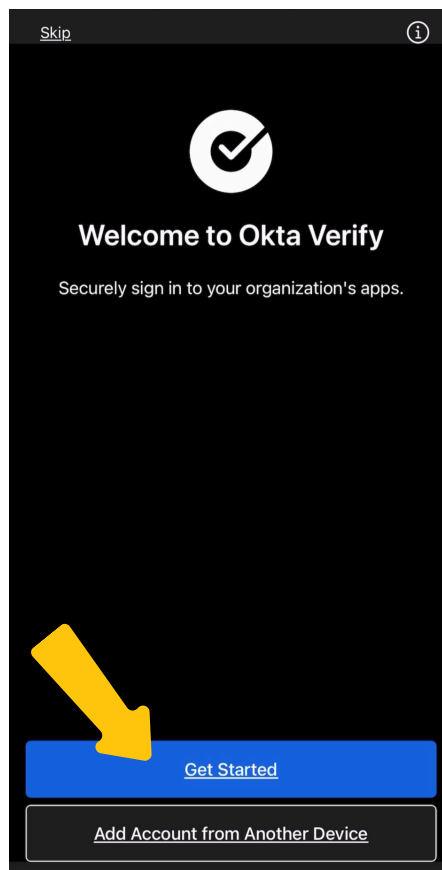 Skip
Welcome to Okta Verify
Securely sign in to your organization's apps.
Get Started
Add Account from Another Device